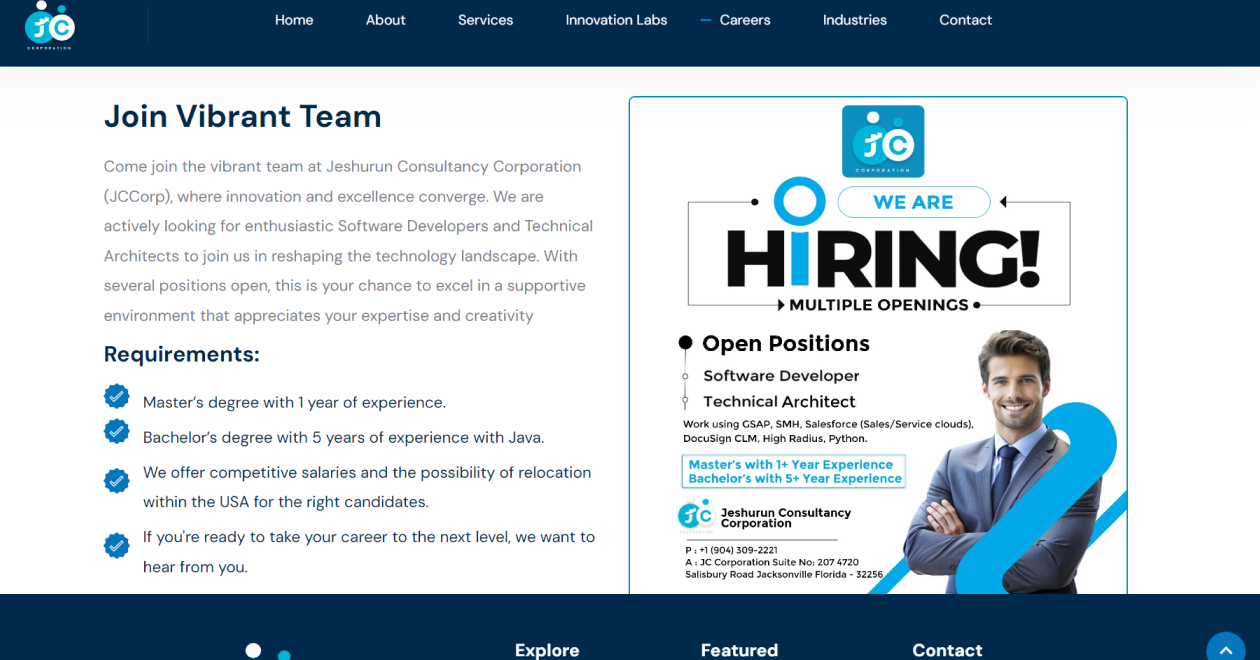 JC
CORPORATION
Home About Services Innovation Labs Careers Industries Contact
Join Vibrant Team
Come join the vibrant team at Jeshurun Consultancy Corporation
(JCCorp), where innovation and excellence converge. We are
actively looking for enthusiastic Software Developers and Technical
Architects to join us in reshaping the technology landscape. With
several positions open, this is your chance to excel in a supportive
environment that appreciates your expertise and creativity
Requirements:
Master’s degree with 1 year of experience.
Bachelor’s degree with 5 years of experience with Java.
We offer competitive salaries and the possibility of relocation
within the USA for the right candidates.
If you're ready to take your career to the next level, we want to
hear from you.
JC
CORPORATION
WE ARE
HiRING!
MULTIPLE OPENINGS
Open Positions
Software Developer
Technical Architect
Work using GSAP, SMH, Salesforce (Sales/Service clouds),
DocuSign CLM, High Radius, Python.
Master's with 1+ Year Experience
Bachelor's with 5+ Year Experience
JC
Jeshurun Consultancy
Corporation
P : +1 (904) 309-2221
A : JC Corporation Suite No: 207 4720
Salisbury Road Jacksonville Florida - 32256
Explore Featured Contact